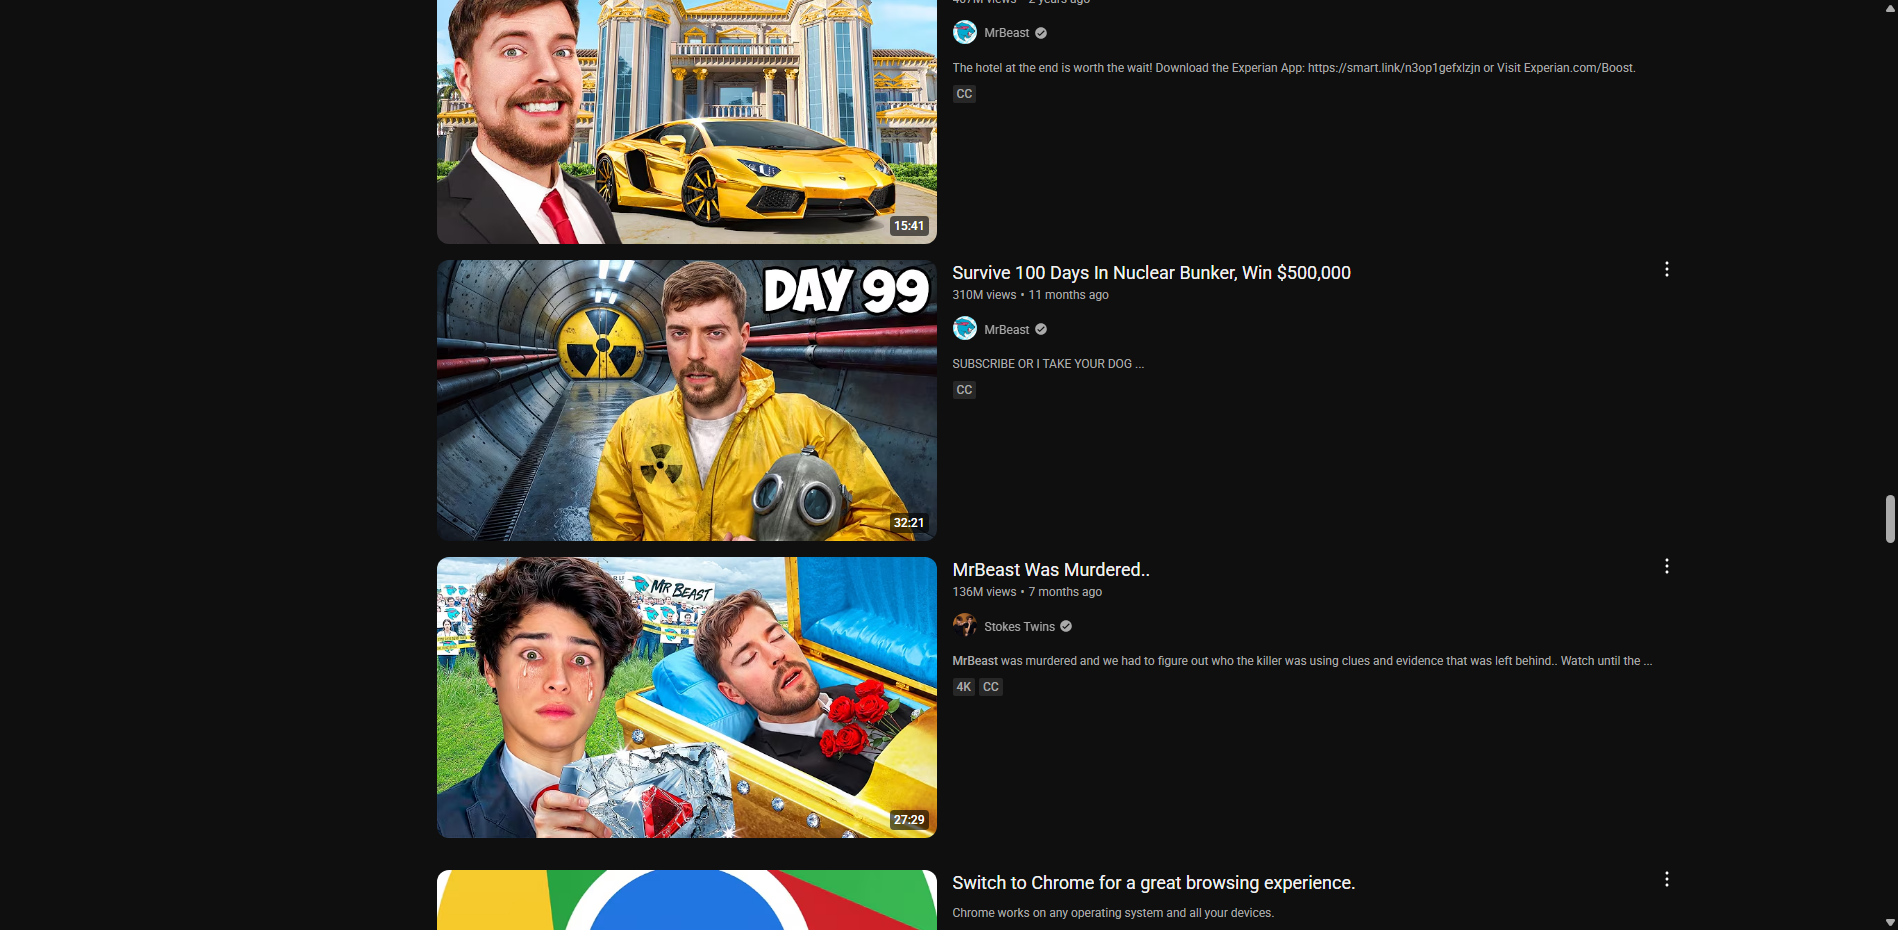 MrBeast
The hotel at the end is worth the wait! Download the Experian App: https://smart.link/n3op1gefxlzjn or Visit Experian.com/Boost.
CC
15:41
DAY 99
32:21
Survive 100 Days In Nuclear Bunker, Win $500,000
310M views • 11 months ago
MrBeast
SUBSCRIBE OR I TAKE YOUR DOG ...
CC
MR BEAST
27:29
MrBeast Was Murdered..
136M views • 7 months ago
Stokes Twins
MrBeast was murdered and we had to figure out who the killer was using clues and evidence that was left behind.. Watch until the ...
4K CC
Switch to Chrome for a great browsing experience.
Chrome works on any operating system and all your devices.